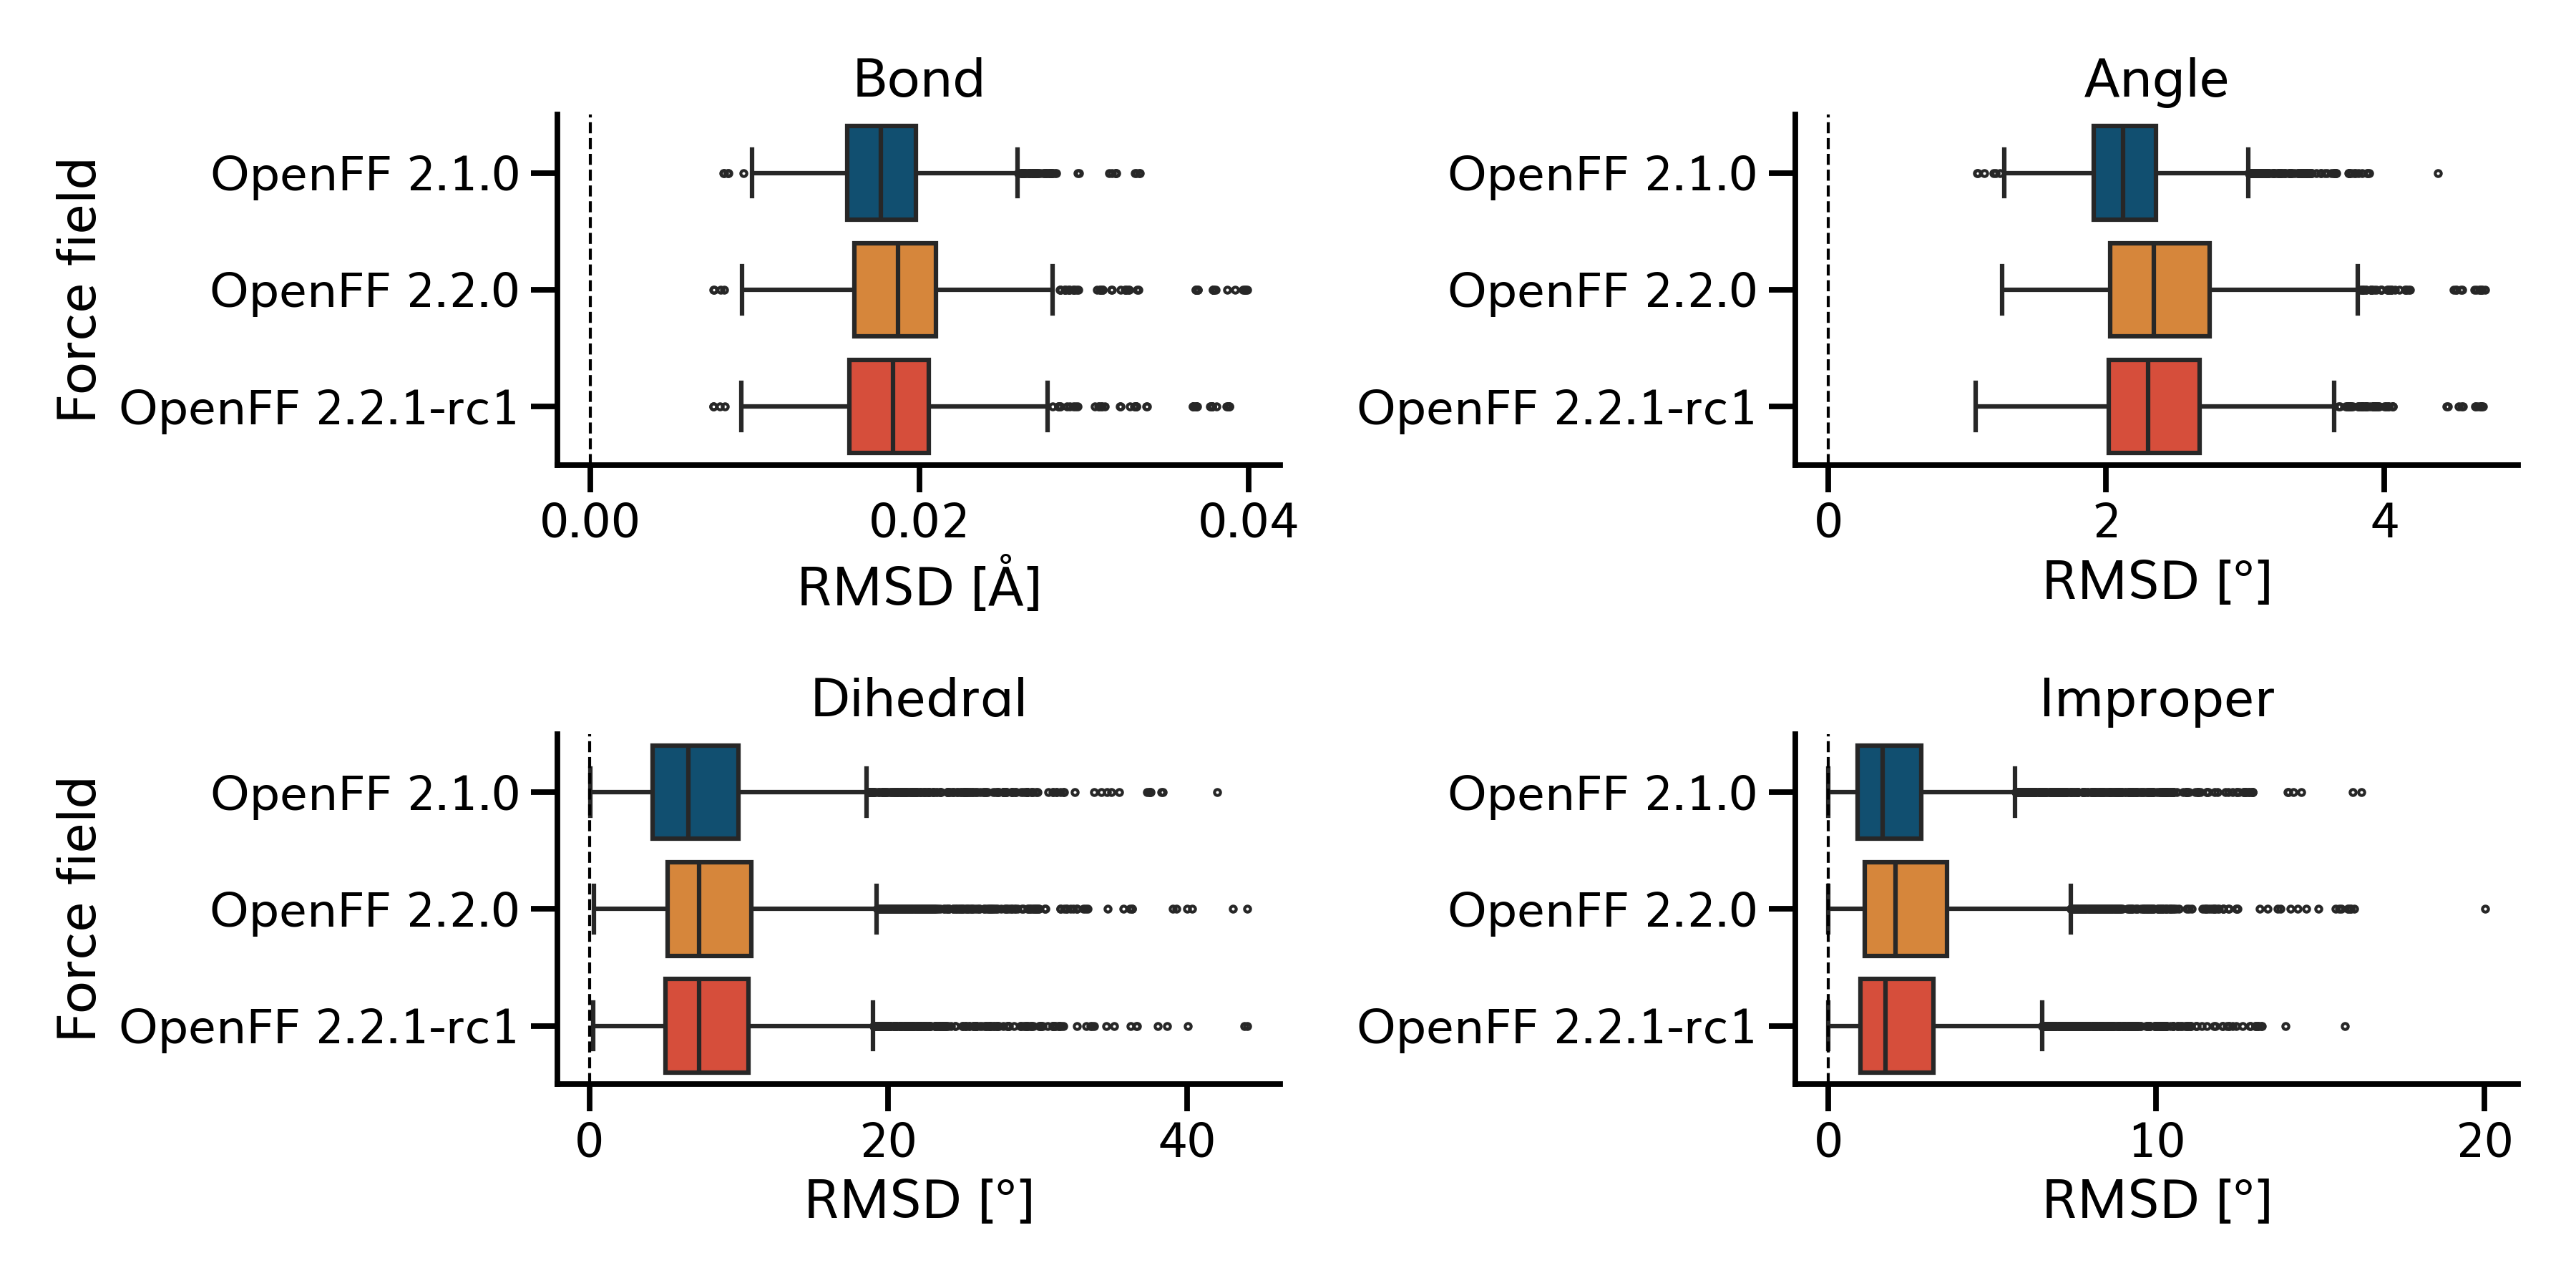 Bond
Force field
OpenFF 2.1.0
OpenFF 2.2.0
OpenFF 2.2.1-rc1
0.00 0.02 0.04
RMSD [Å]
Angle
OpenFF 2.1.0
OpenFF 2.2.0
OpenFF 2.2.1-rc1
0 2 4
RMSD [°]
Dihedral
Force field
OpenFF 2.1.0
OpenFF 2.2.0
OpenFF 2.2.1-rc1
0 20 40
RMSD [°]
Improper
OpenFF 2.1.0
OpenFF 2.2.0
OpenFF 2.2.1-rc1
0 10 20
RMSD [°]